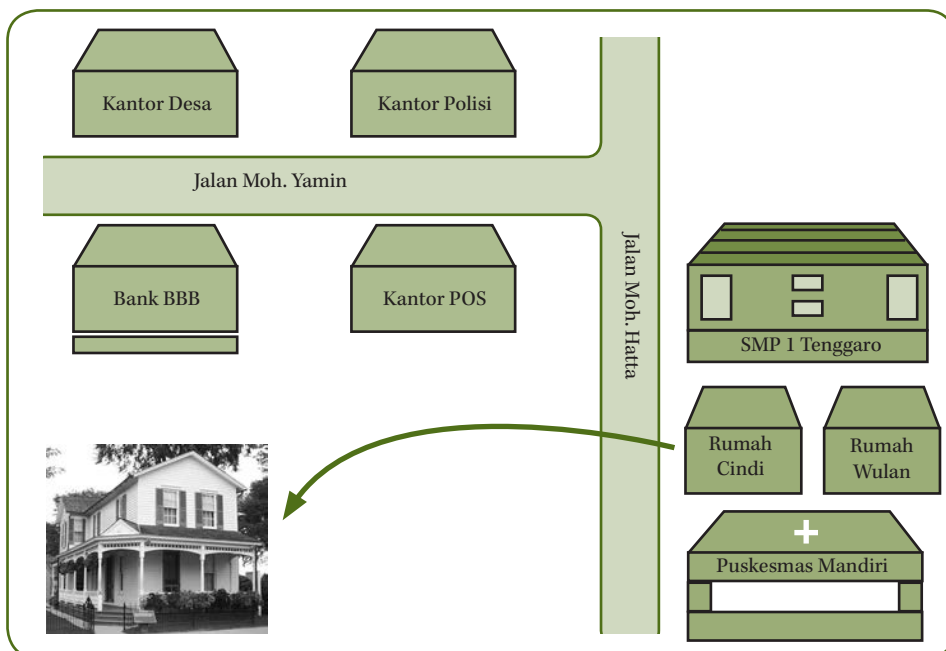 Kantor Desa
Kantor Polisi
Jalan Moh. Yamin
Bank BBB
Kantor POS
Jalan Moh. Hatta
SMP 1 Tenggaro
Rumah
Cindi
Rumah
Wulan
Puskesmas Mandiri